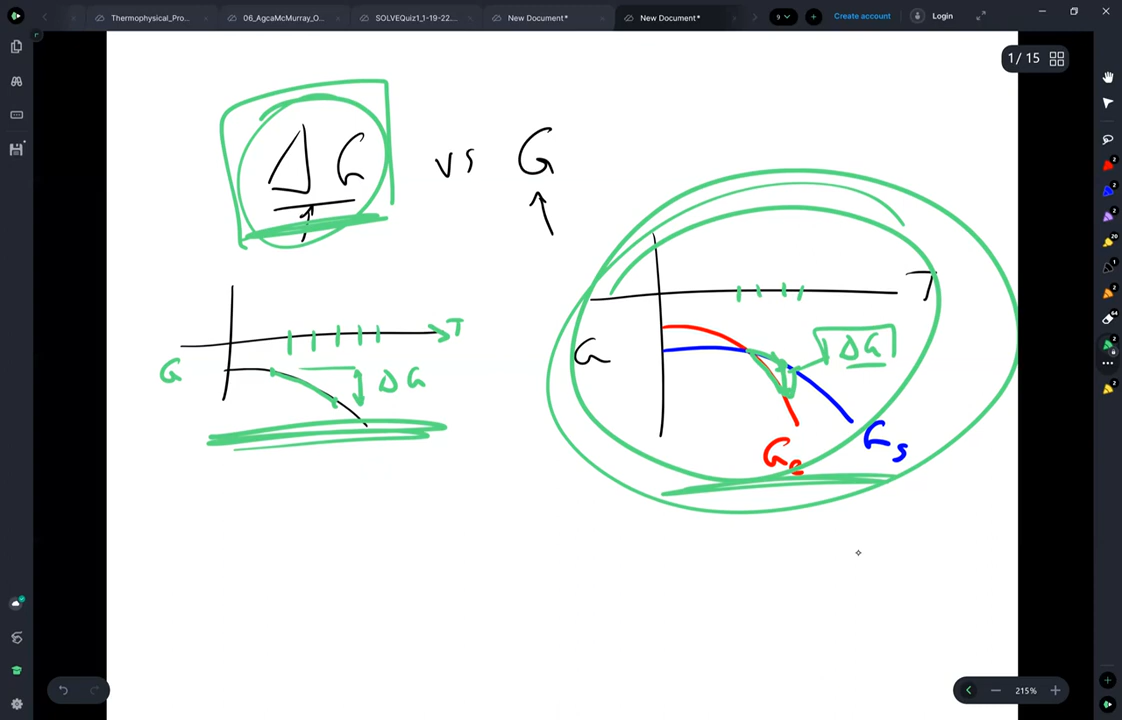 Thermophysical_Pro...
06_AgcaMcMurray_O...
SOLVEQuiz1_1-19-22....
New Document*
New Document*
9
Create account
Login
1/ 15
ΔG vs G
T
G
ΔG
T
G
ΔG
G
G s
215%